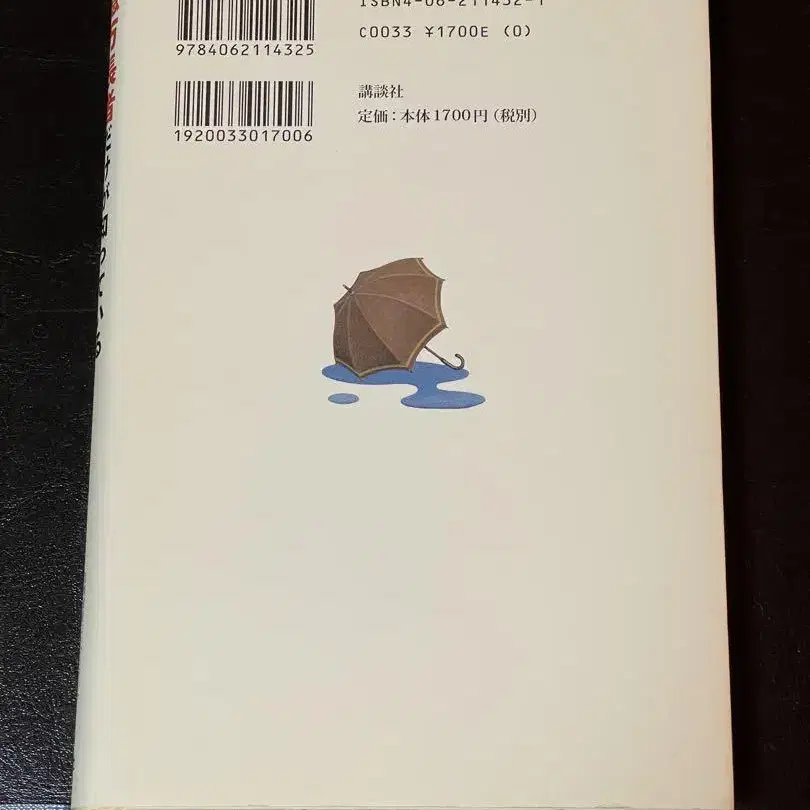 ISBN4-06-211432-1
9784062114325
C0033 ¥1700E (0)
講談社
定価：本体1700円（税別）
1920033017006